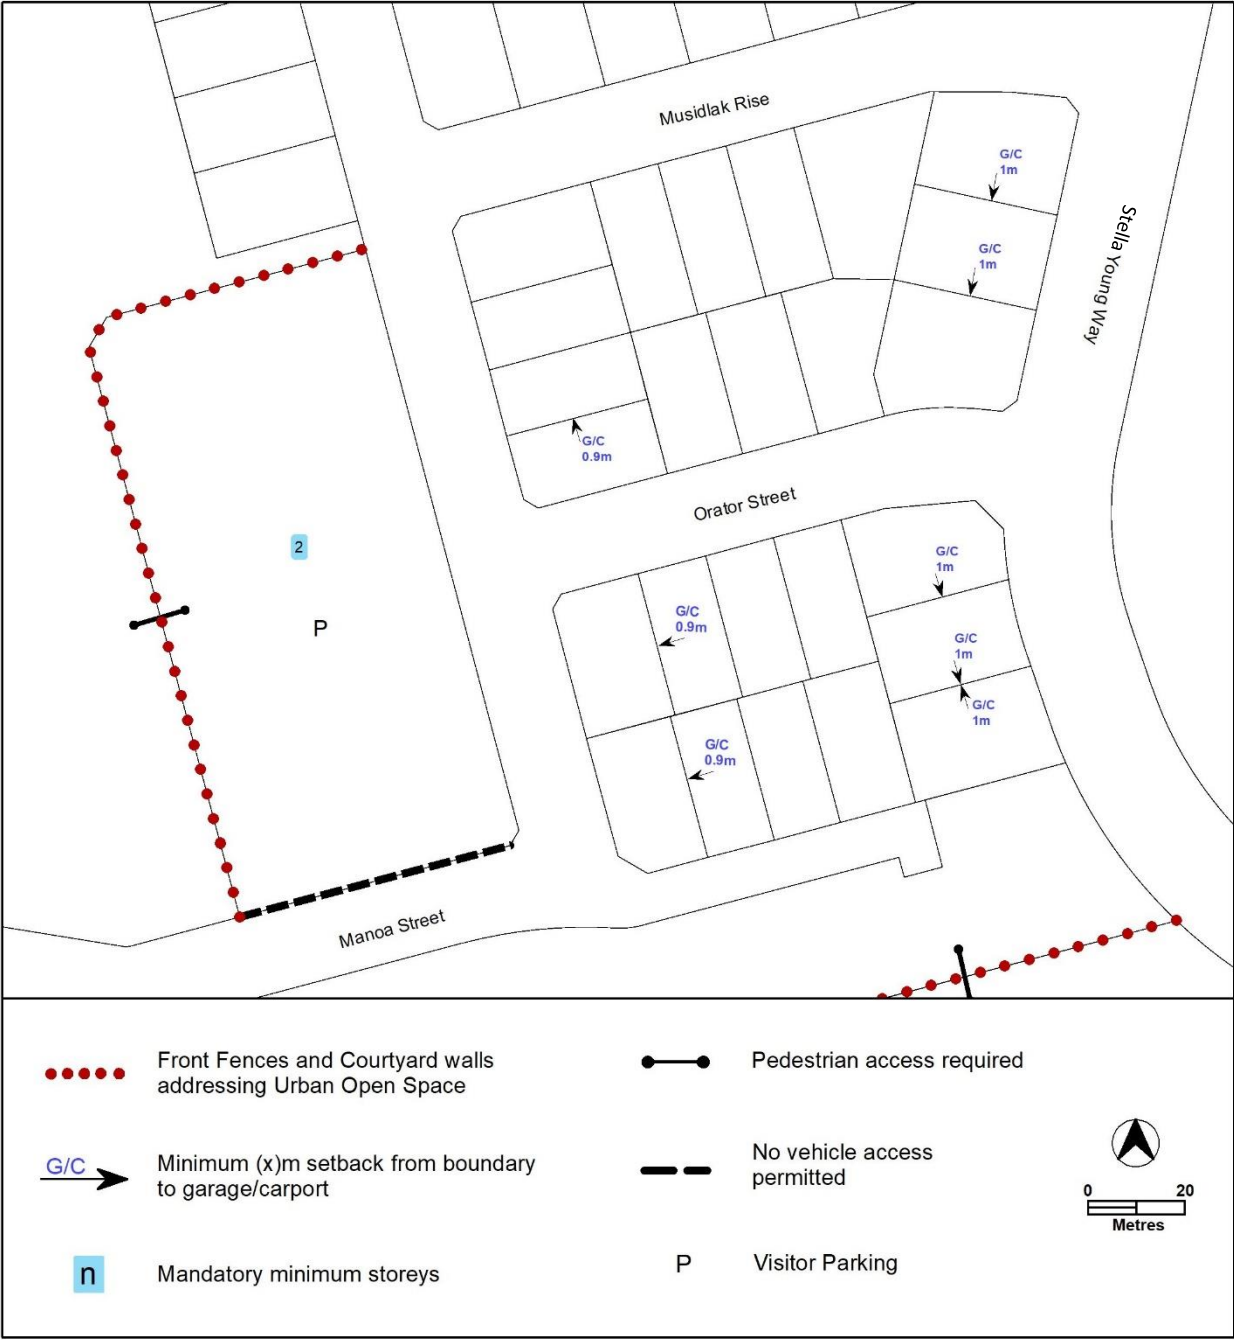 Musidlak Rise
G/C
1m
Stella Young Way
G/C
1m
G/C
0.9m
Orator Street
2
G/C
1m
P
G/C
0.9m
G/C
1m
G/C
1m
G/C
0.9m
Manoa Street
Front Fences and Courtyard walls
addressing Urban Open Space
Pedestrian access required
G/C
Minimum (x)m setback from boundary
to garage/carport
No vehicle access
permitted
0 20
Metres
n
Mandatory minimum storeys
P
Visitor Parking